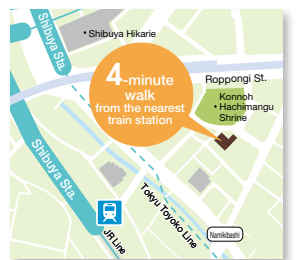 Shibuya Sta.
• Shibuya Hikarie
4-minute
walk
from the nearest
train station
Roppongi St.
Konnoh
• Hachimangu
Shrine
Shibuya Sta.
JR Line
Tokyu Toyoko Line
Namikibashi